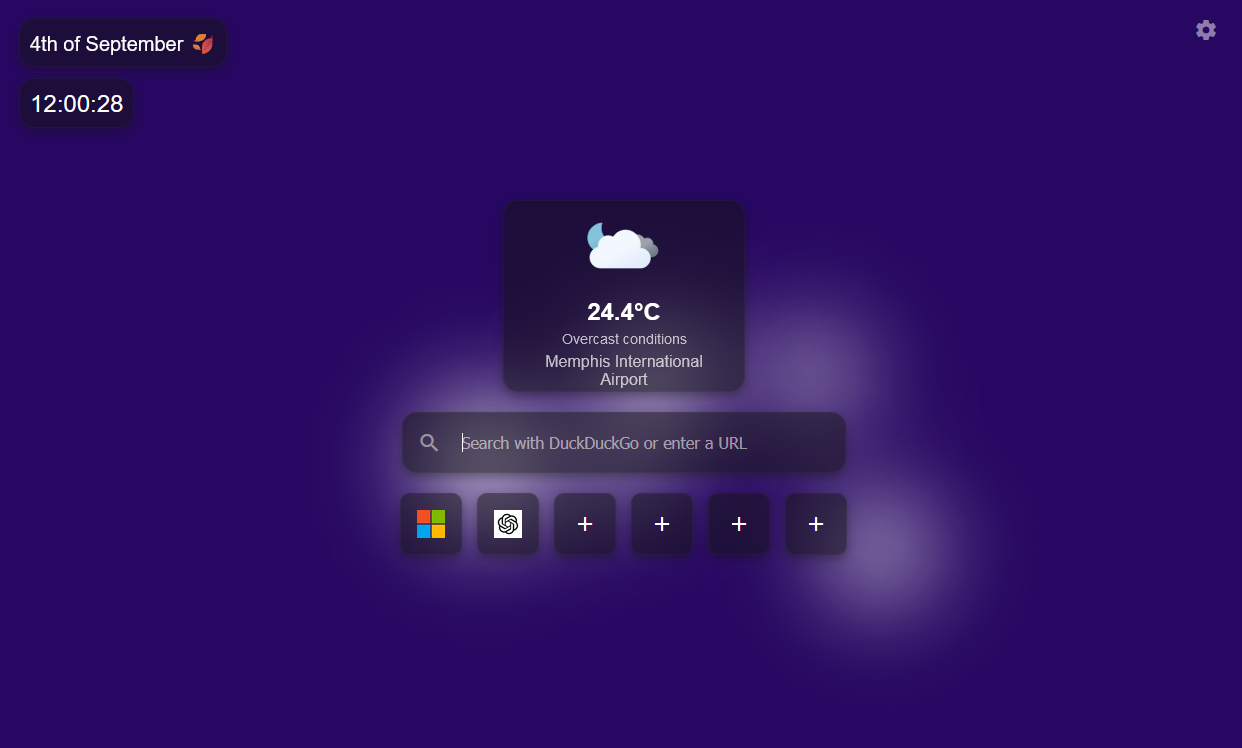 4th of September 🍂
12:00:28
24.4°C
Overcast conditions
Memphis International
Airport
Search with DuckDuckGo or enter a URL
+ + + +